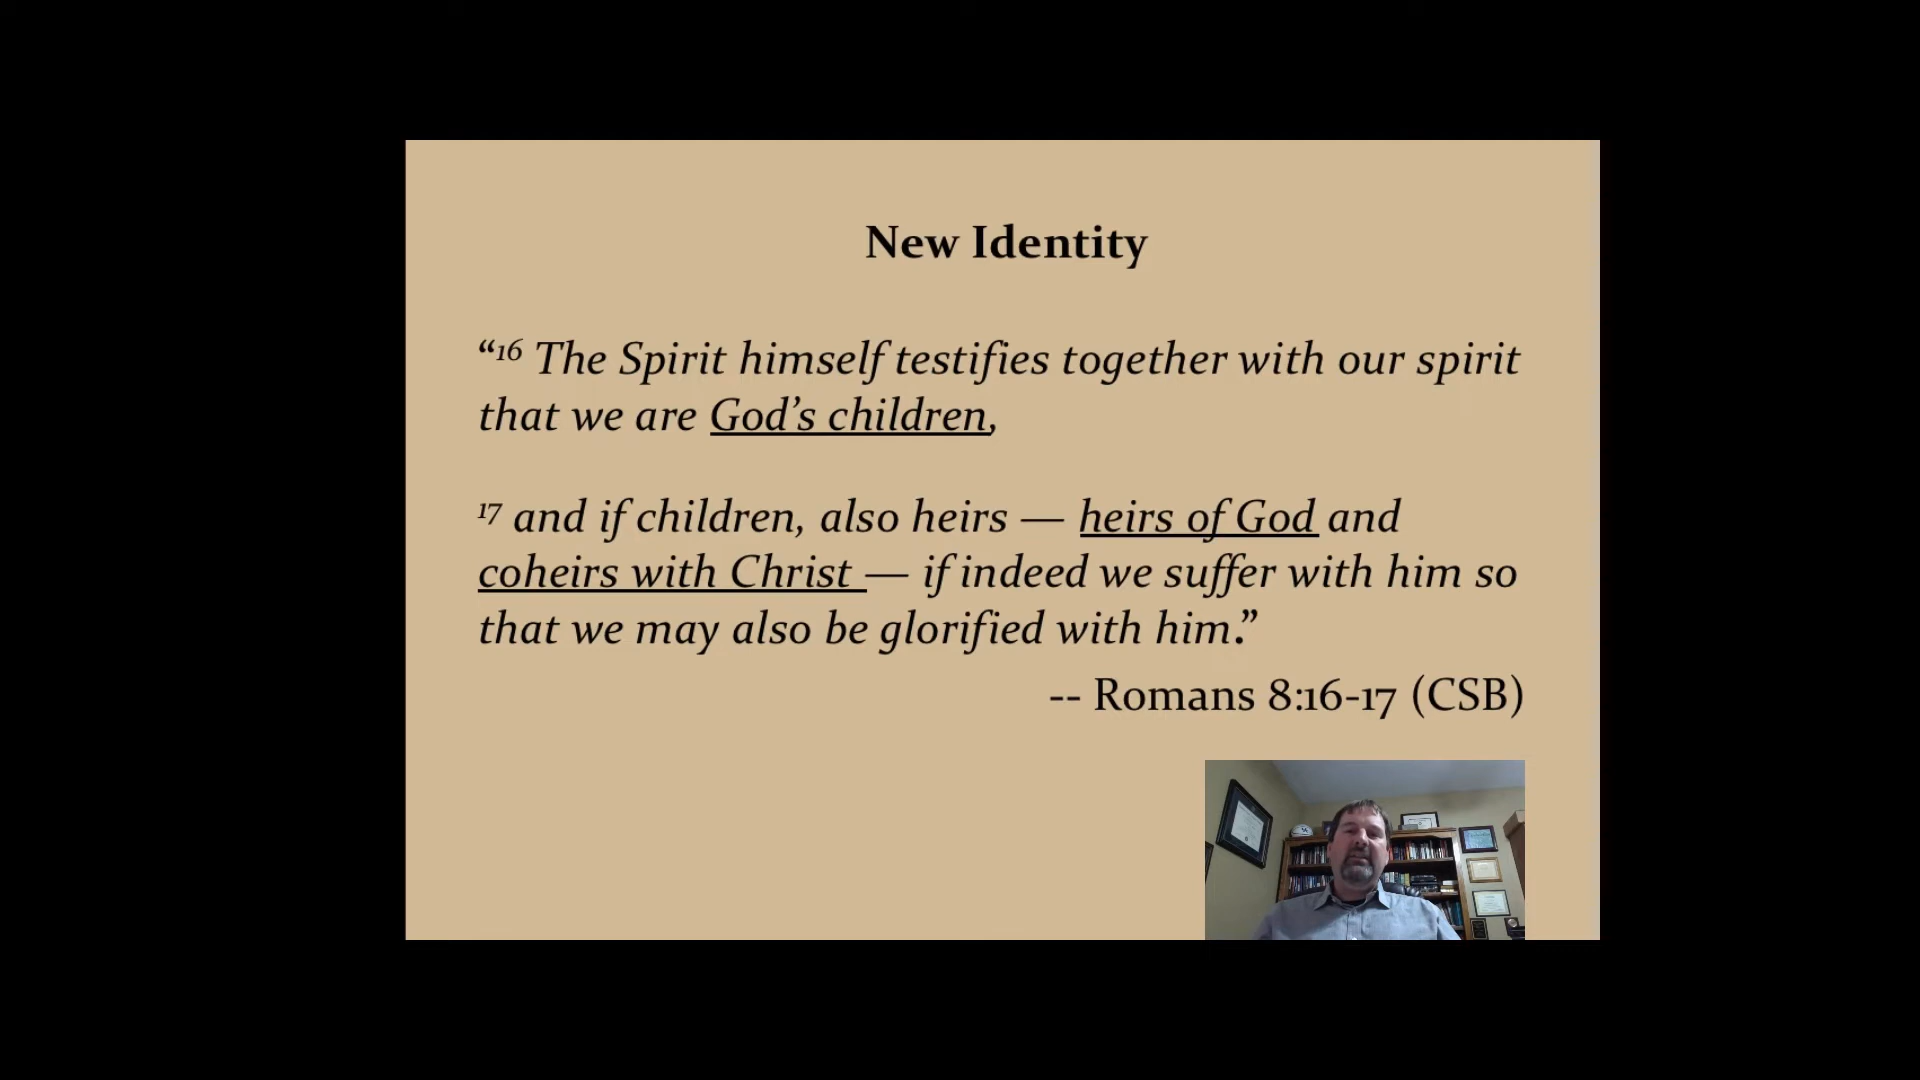 New Identity
“16 The Spirit himself testifies together with our spirit
that we are God’s children,
17 and if children, also heirs — heirs of God and
coheirs with Christ — if indeed we suffer with him so
that we may also be glorified with him.”
-- Romans 8:16-17 (CSB)